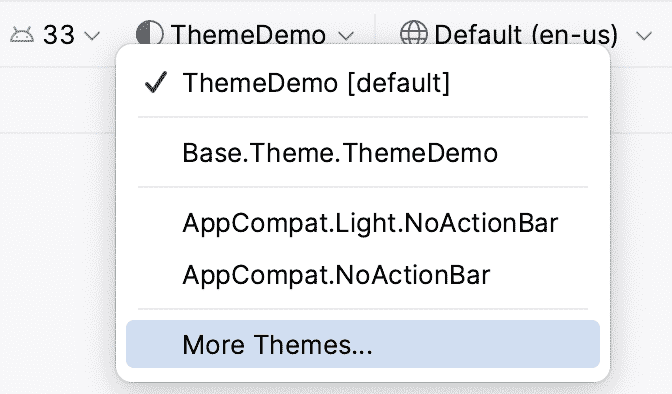 33 ThemeDemo Default (en-us)
ThemeDemo [default]
Base.Theme.ThemeDemo
AppCompat.Light.NoActionBar
AppCompat.NoActionBar
More Themes...